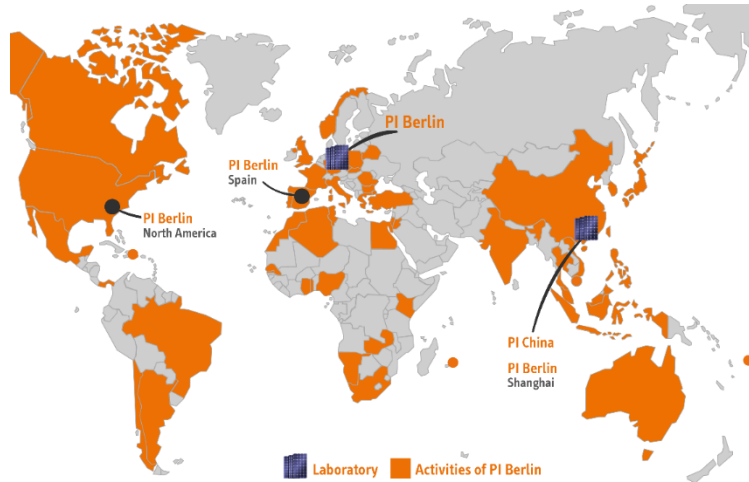 PI Berlin
PI Berlin
Spain
PI Berlin
North America
PI China
PI Berlin
Shanghai
Laboratory
Activities of PI Berlin